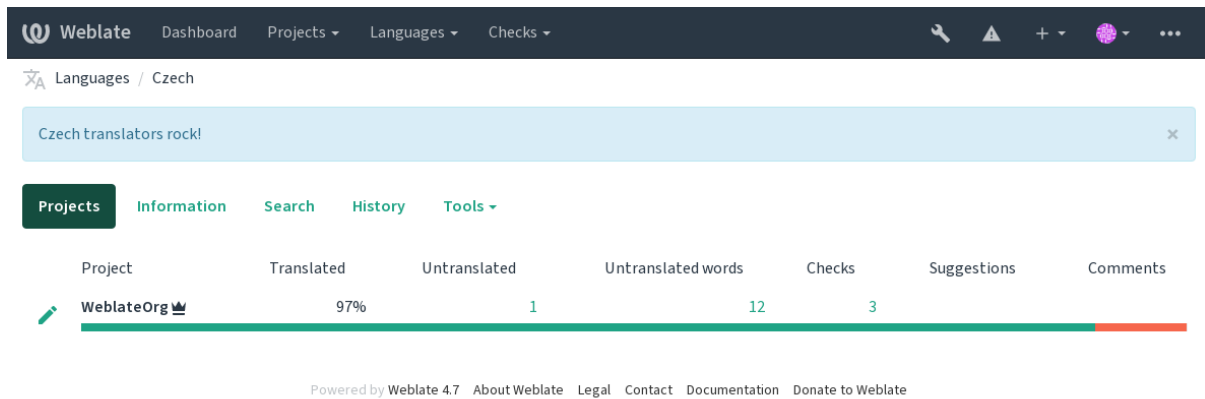 Weblate Dashboard Projects Languages Checks
Languages / Czech
Czech translators rock! ×
Projects Information Search History Tools
Project Translated Untranslated Untranslated words Checks Suggestions Comments
WeblateOrg 97% 1 12 3
Powered by Weblate 4.7 About Weblate Legal Contact Documentation Donate to Weblate